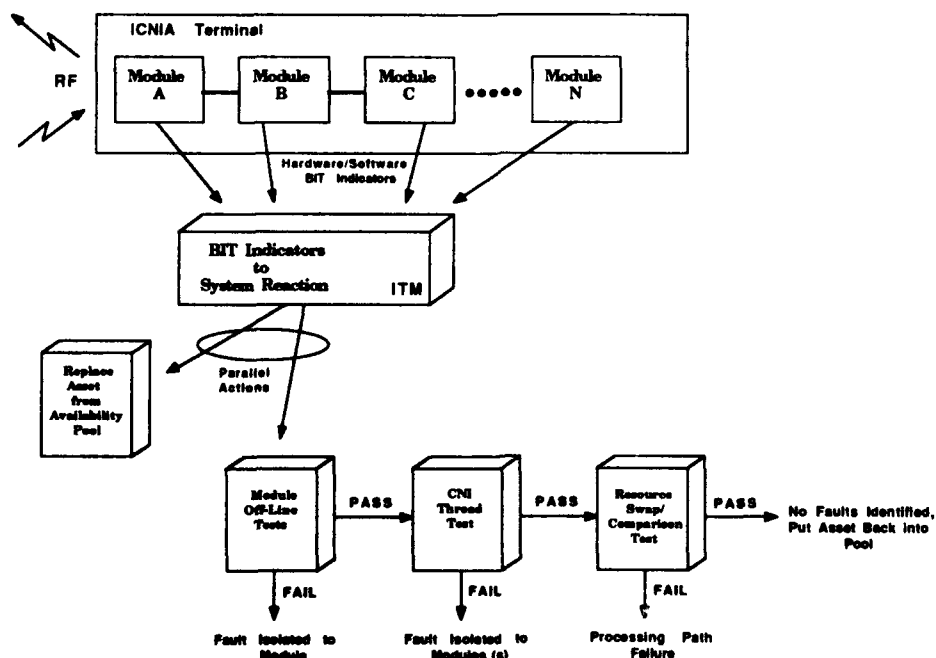 ICNIA Terminal
RF
Module
A
Module
B
Module
C
Module
N
Hardware/Software
BIT Indicators
BIT Indicators
to
System Reaction
ITM
Parallel
Actions
Replace
Asset
from
Availability
Pool
Module
Off-Line
Tests
PASS
CNI
Thread
Test
PASS
Resource
Swap/
Comparison
Test
PASS
No Faults Identified,
Put Asset Back into
Pool
FAIL
FAIL
FAIL
Fault Isolated to
Module
Fault Isolated to
Modules (s)
Processing Path
Failure